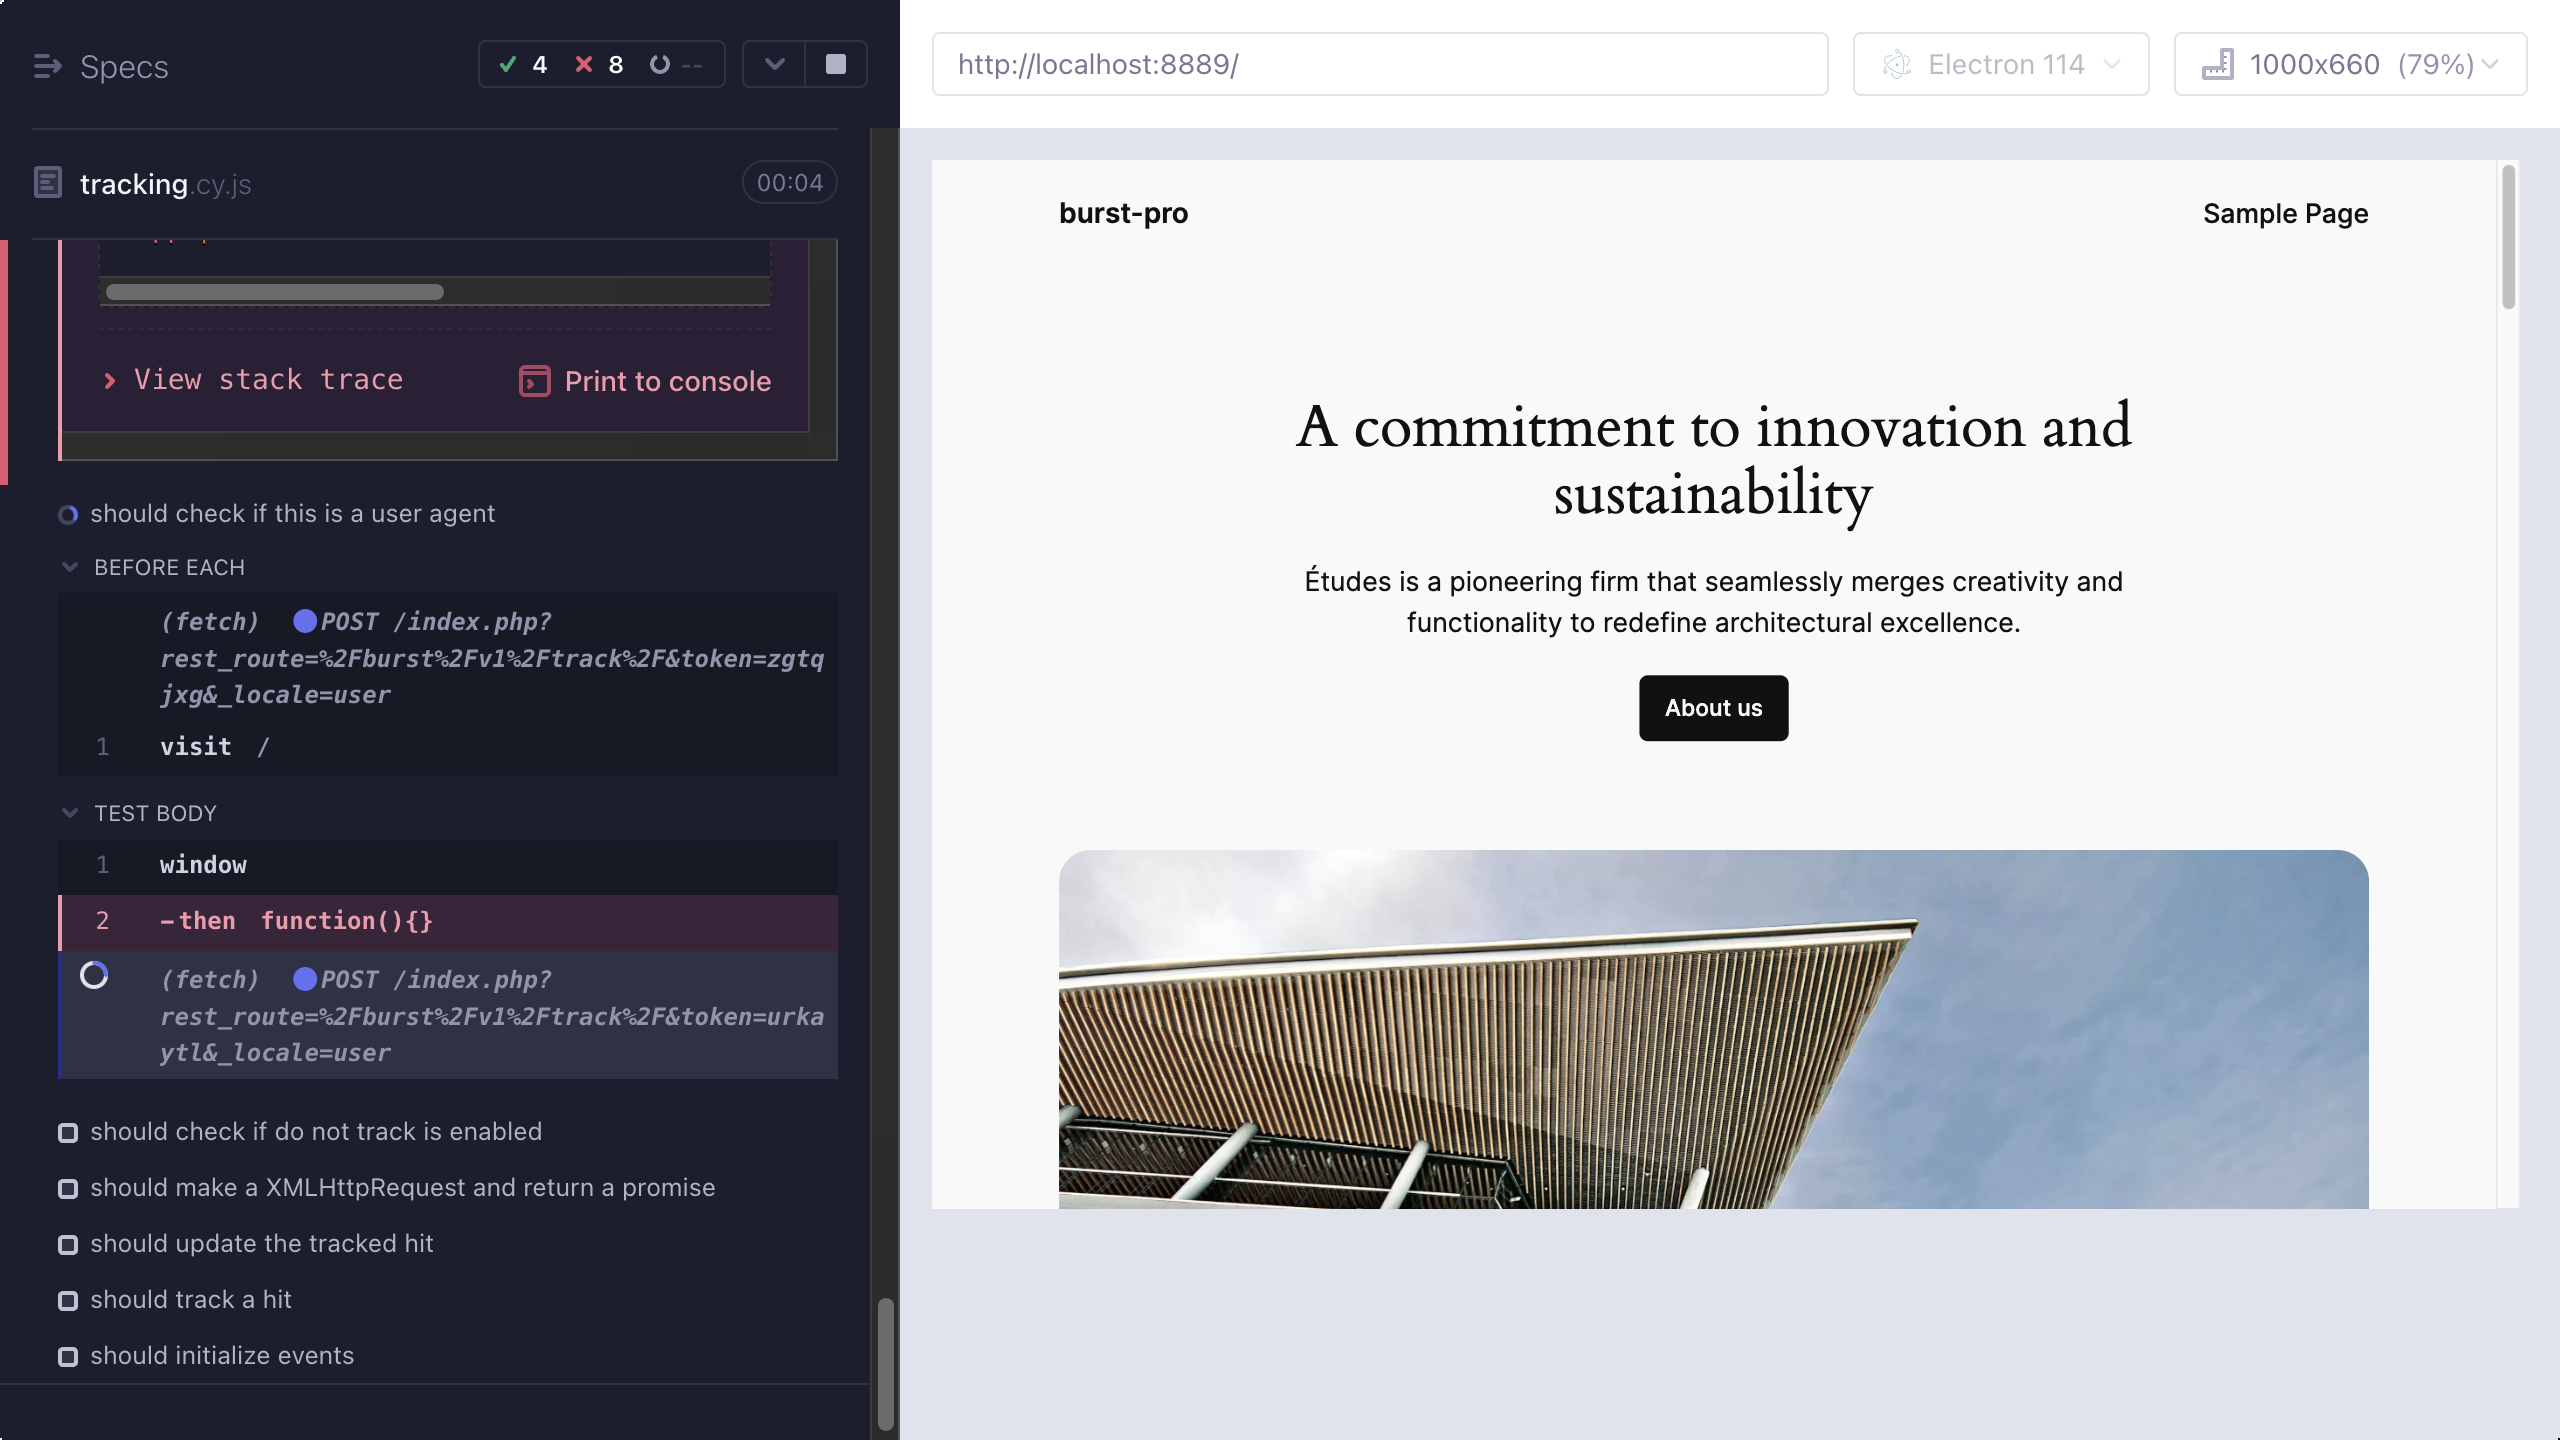 Specs
4
8
--
tracking.cy.js
00:04
View stack trace
Print to console
should check if this is a user agent
BEFORE EACH
(fetch) POST /index.php?
rest_route=%2Fburst%2Fv1%2Ftrack%2F&token=zgtq
jxg&_locale=user
1 visit /
TEST BODY
1 window
2 -then function(){}
(fetch) POST /index.php?
rest_route=%2Fburst%2Fv1%2Ftrack%2F&token=urka
ytl&_locale=user
should check if do not track is enabled
should make a XMLHttpRequest and return a promise
should update the tracked hit
should track a hit
should initialize events
http://localhost:8889/
Electron 114
1000x660 (79%)
burst-pro
Sample Page
A commitment to innovation and
sustainability
Études is a pioneering firm that seamlessly merges creativity and
functionality to redefine architectural excellence.
About us